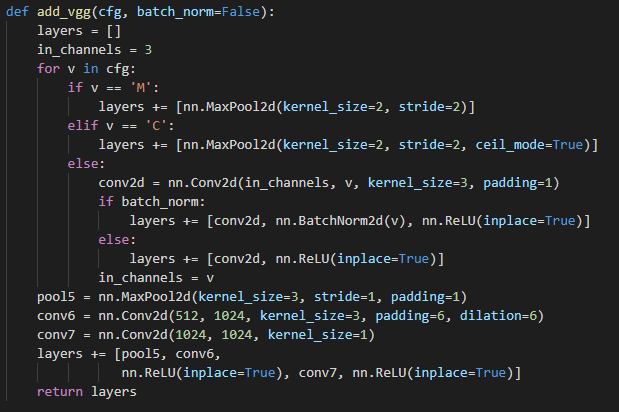 def add_vgg(cfg, batch_norm=False):
    layers = []
    in_channels = 3
    for v in cfg:
        if v == 'M':
            layers += [nn.MaxPool2d(kernel_size=2, stride=2)]
        elif v == 'C':
            layers += [nn.MaxPool2d(kernel_size=2, stride=2, ceil_mode=True)]
        else:
            conv2d = nn.Conv2d(in_channels, v, kernel_size=3, padding=1)
            if batch_norm:
                layers += [conv2d, nn.BatchNorm2d(v), nn.ReLU(inplace=True)]
            else:
                layers += [conv2d, nn.ReLU(inplace=True)]
            in_channels = v
    pool5 = nn.MaxPool2d(kernel_size=3, stride=1, padding=1)
    conv6 = nn.Conv2d(512, 1024, kernel_size=3, padding=6, dilation=6)
    conv7 = nn.Conv2d(1024, 1024, kernel_size=1)
    layers += [pool5, conv6,
               nn.ReLU(inplace=True), conv7, nn.ReLU(inplace=True)]
    return layers